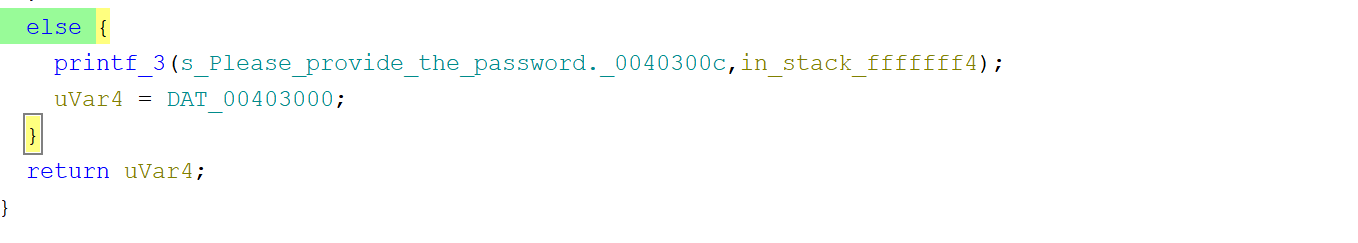 else {
printf_3(s_Please_provide_the_password._0040300c,in_stack_fffffff4);
uVar4 = DAT_00403000;
}
return uVar4;
}